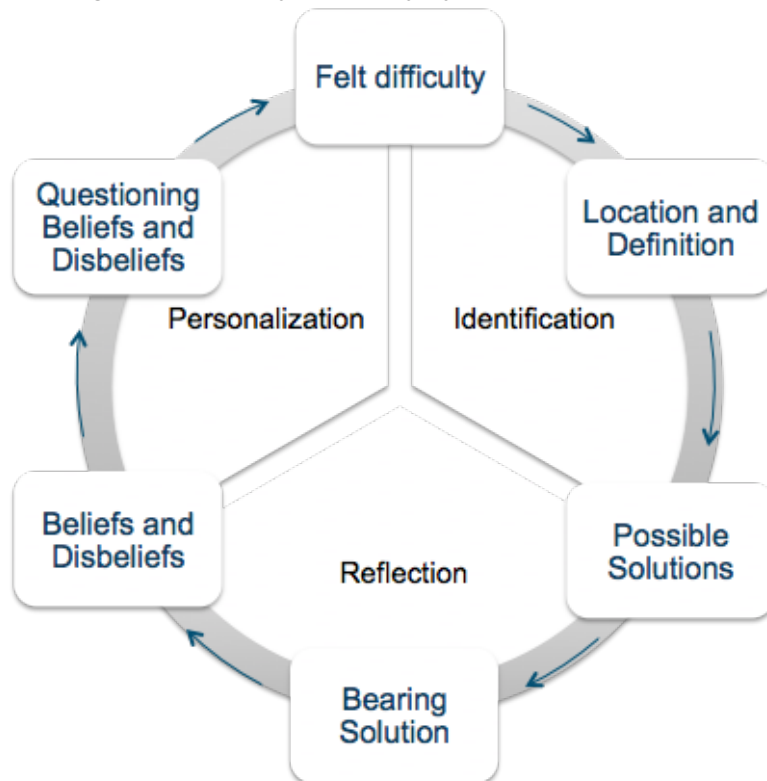 Felt difficulty
Location and
Definition
Possible
Solutions
Bearing
Solution
Beliefs and
Disbeliefs
Questioning
Beliefs and
Disbeliefs
Personalization
Identification
Reflection